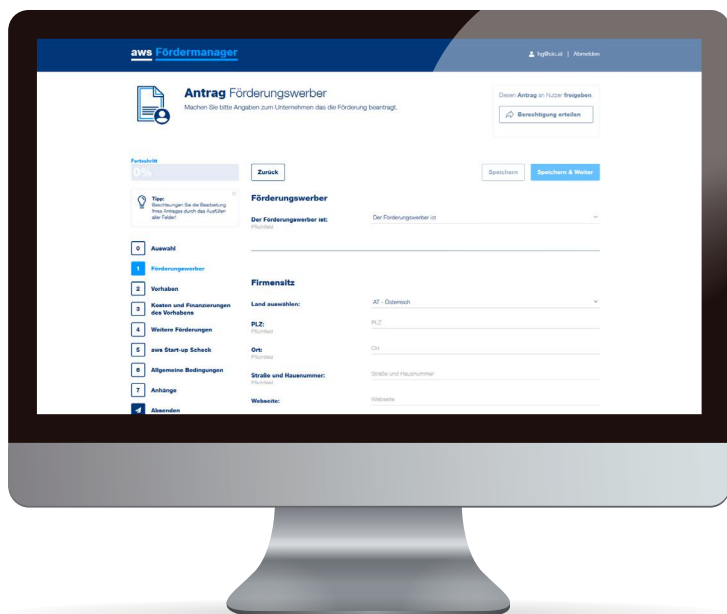 aws Fördermanager
hg@oic.at | Abmelden
Antrag Förderungswerber
Machen Sie bitte Angaben zum Unternehmen das die Förderung beantragt.
Diesen Antrag an Nutzer freigeben.
Berechtigung erteilen
Fortschritt
0%
Zurück
Speichern
Speichern & Weiter
Tipp:
Beschleunigen Sie die Bearbeitung
Ihres Antrages durch das Ausfüllen
aller Felder!
0 Auswahl
1 Förderungswerber
2 Vorhaben
3 Kosten und Finanzierungen
des Vorhabens
4 Weitere Förderungen
5 aws Start-up Scheck
6 Allgemeine Bedingungen
7 Anhänge
Absenden
Förderungswerber
Der Förderungswerber ist:
Pflichtfeld
Der Förderungswerber ist
Firmensitz
Land auswählen:
AT - Österreich
PLZ:
Pflichtfeld
PLZ
Ort:
Pflichtfeld
Ort
Straße und Hausnummer:
Pflichtfeld
Straße und Hausnummer
Webseite:
Webseite